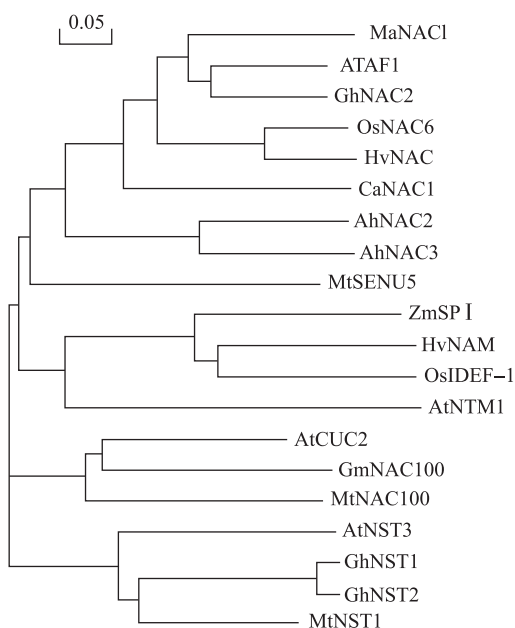 0.05
MaNACl
ATAF1
GhNAC2
OsNAC6
HvNAC
CaNAC1
AhNAC2
AhNAC3
MtSENU5
ZmSPⅠ
HvNAM
OsIDEF-1
AtNTM1
AtCUC2
GmNAC100
MtNAC100
AtNST3
GhNST1
GhNST2
MtNST1